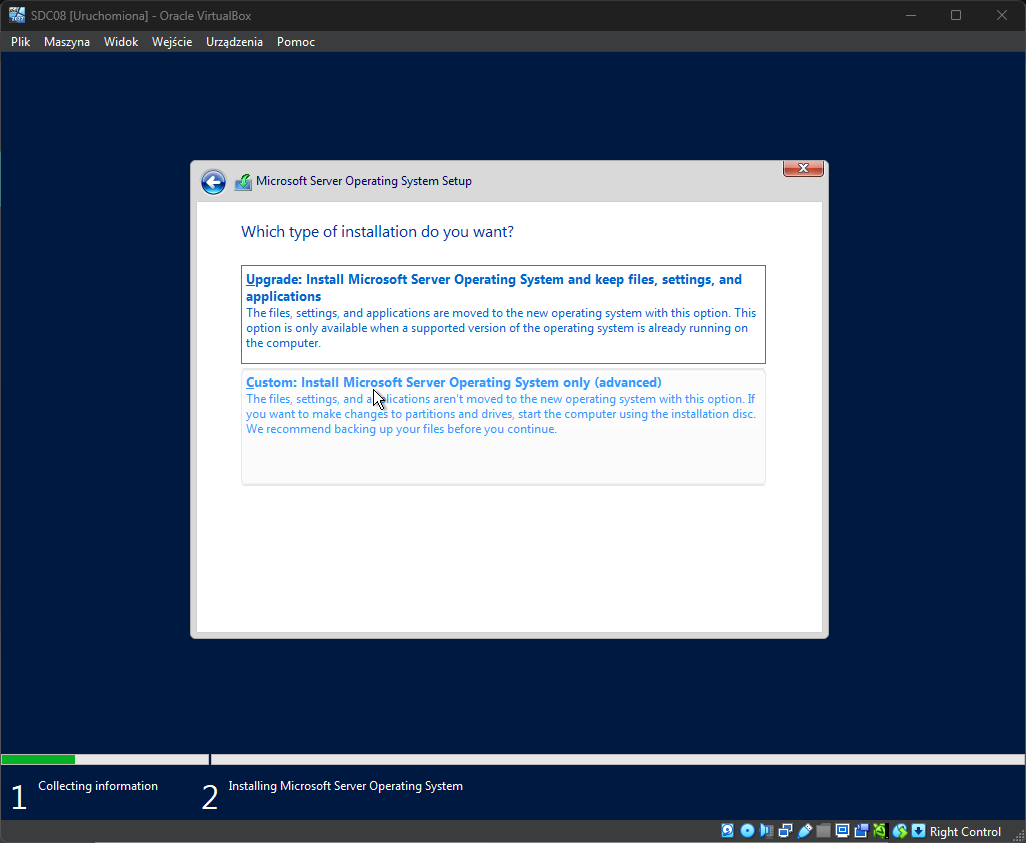 SDC08 [Uruchomiona] - Oracle VirtualBox
Plik Maszyna Widok Wejście Urządzenia Pomoc
Microsoft Server Operating System Setup
Which type of installation do you want?
Upgrade: Install Microsoft Server Operating System and keep files, settings, and
applications
The files, settings, and applications are moved to the new operating system with this option. This
option is only available when a supported version of the operating system is already running on
the computer.
Custom: Install Microsoft Server Operating System only (advanced)
The files, settings, and applications aren't moved to the new operating system with this option. If
you want to make changes to partitions and drives, start the computer using the installation disc.
We recommend backing up your files before you continue.
1 Collecting information 2 Installing Microsoft Server Operating System
Right Control